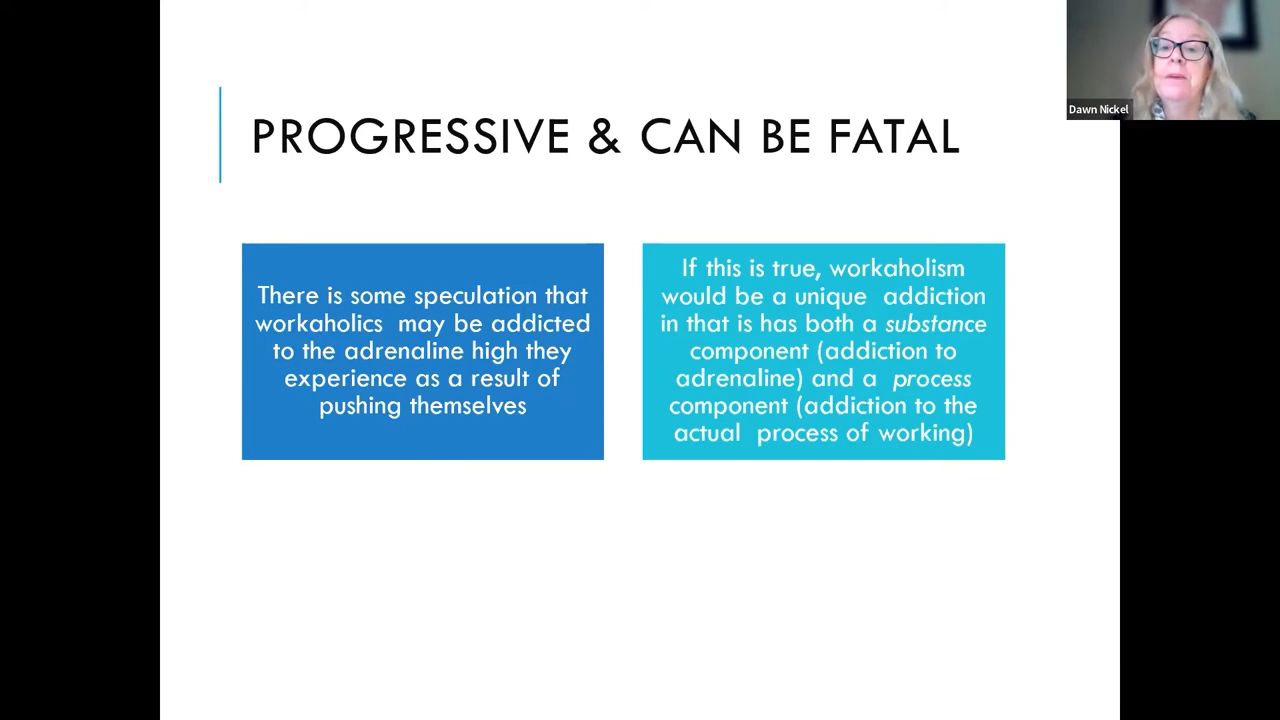 PROGRESSIVE & CAN BE FATAL
There is some speculation that
workaholics may be addicted
to the adrenaline high they
experience as a result of
pushing themselves
If this is true, workaholism
would be a unique addiction
in that is has both a substance
component (addiction to
adrenaline) and a process
component (addiction to the
actual process of working)
Dawn Nickel